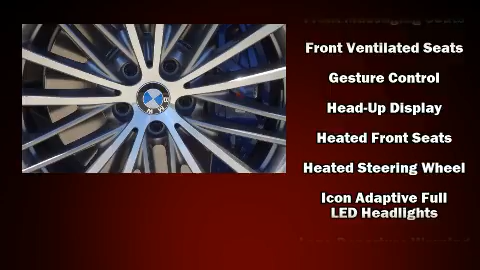 Front Ventilated Seats
Gesture Control
Head-Up Display
Heated Front Seats
Heated Steering Wheel
Icon Adaptive Full
LED Headlights
BMW